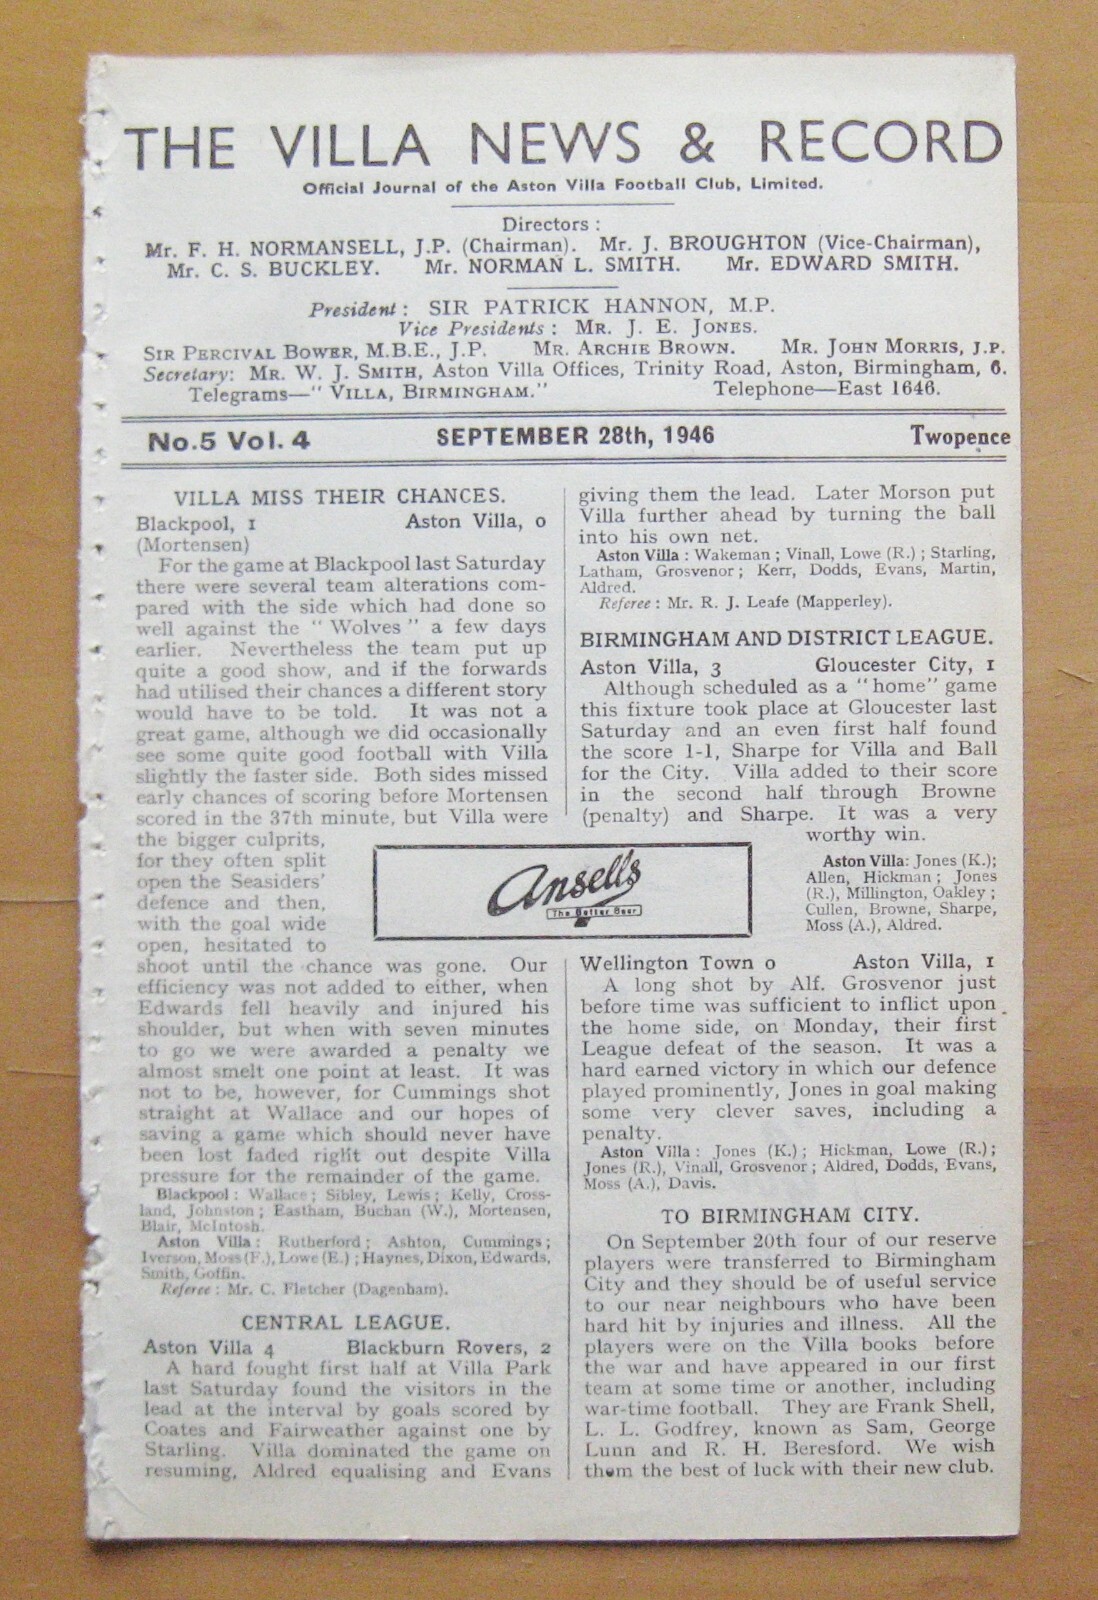 THE VILLA NEWS & RECORD
Official Journal of the Aston Villa Football Club, Limited.
Directors :
Mr. F. H. NORMANSELL, J.P. (Chairman). Mr. J. BROUGHTON (Vice-Chairman),
Mr. C. S. BUCKLEY. Mr. NORMAN L. SMITH. Mr. EDWARD SMITH.
President : SIR PATRICK HANNON, M.P.
Vice Presidents : MR. J. E. JONES.
SIR PERCIVAL BOWER, M.B.E., J.P. MR. ARCHIE BROWN. MR. JOHN MORRIS, J.P.
Secretary: MR. W. J. SMITH, Aston Villa Offices, Trinity Road, Aston, Birmingham, 6.
Telegrams—" VILLA, BIRMINGHAM." Telephone—East 1646.
No.5 Vol. 4 SEPTEMBER 28th, 1946 Twopence
VILLA MISS THEIR CHANCES.
Blackpool, 1 Aston Villa, 0
(Mortensen)
For the game at Blackpool last Saturday
there were several team alterations com-
pared with the side which had done so
well against the " Wolves " a few days
earlier. Nevertheless the team put up
quite a good show, and if the forwards
had utilised their chances a different story
would have to be told. It was not a
great game, although we did occasionally
see some quite good football with Villa
slightly the faster side. Both sides missed
early chances of scoring before Mortensen
scored in the 37th minute, but Villa were
the bigger culprits,
for they often split
open the Seasiders'
defence and then,
with the goal wide
open, hesitated to
shoot until the chance was gone. Our
efficiency was not added to either, when
Edwards fell heavily and injured his
shoulder, but when with seven minutes
to go we were awarded a penalty we
almost smelt one point at least. It was
not to be, however, for Cummings shot
straight at Wallace and our hopes of
saving a game which should never have
been lost faded right out despite Villa
pressure for the remainder of the game.
Blackpool : Wallace ; Sibley, Lewis ; Kelly, Cross-
land, Johnston ; Eastham, Buchan (W.), Mortensen,
Blair, McIntosh.
Aston Villa : Rutherford ; Ashton, Cummings ;
Iverson, Moss (F.), Lowe (E.) ; Haynes, Dixon, Edwards,
Smith, Goffin.
Referee : Mr. C. Fletcher (Dagenham).
CENTRAL LEAGUE.
Aston Villa 4 Blackburn Rovers, 2
A hard fought first half at Villa Park
last Saturday found the visitors in the
lead at the interval by goals scored by
Coates and Fairweather against one by
Starling. Villa dominated the game on
resuming, Aldred equalising and Evans
giving them the lead. Later Morson put
Villa further ahead by turning the ball
into his own net.
Aston Villa : Wakeman ; Vinall, Lowe (R.) ; Starling,
Latham, Grosvenor ; Kerr, Dodds, Evans, Martin,
Aldred.
Referee : Mr. R. J. Leafe (Mapperley).
BIRMINGHAM AND DISTRICT LEAGUE.
Aston Villa, 3 Gloucester City, 1
Although scheduled as a "home" game
this fixture took place at Gloucester last
Saturday and an even first half found
the score 1-1, Sharpe for Villa and Ball
for the City. Villa added to their score
in the second half through Browne
(penalty) and Sharpe. It was a very
worthy win.
Aston Villa: Jones (K.);
Allen, Hickman ; Jones
(R.), Millington, Oakley ;
Cullen, Browne, Sharpe,
Moss (A.), Aldred.
Ansells
The Better Beer
Wellington Town 0 Aston Villa, 1
A long shot by Alf. Grosvenor just
before time was sufficient to inflict upon
the home side, on Monday, their first
League defeat of the season. It was a
hard earned victory in which our defence
played prominently, Jones in goal making
some very clever saves, including a
penalty.
Aston Villa : Jones (K.) ; Hickman, Lowe (R.) ;
Jones (R.), Vinall, Grosvenor ; Aldred, Dodds, Evans,
Moss (A.), Davis.
TO BIRMINGHAM CITY.
On September 20th four of our reserve
players were transferred to Birmingham
City and they should be of useful service
to our near neighbours who have been
hard hit by injuries and illness. All the
players were on the Villa books before
the war and have appeared in our first
team at some time or another, including
war-time football. They are Frank Shell,
L. L. Godfrey, known as Sam, George
Lunn and R. H. Beresford. We wish
them the best of luck with their new club.